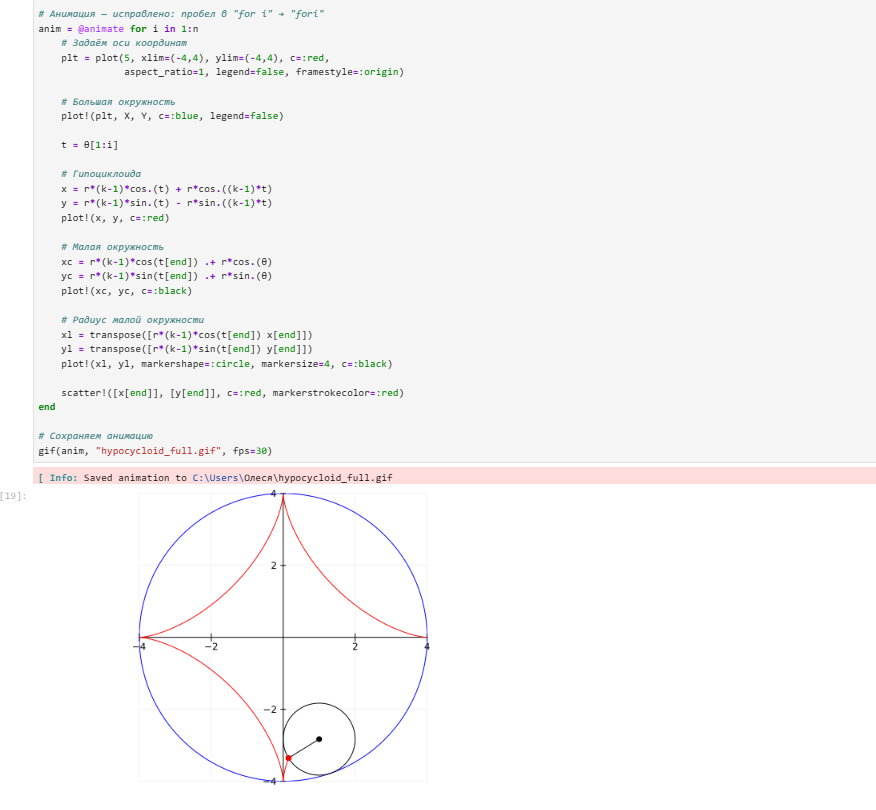 # Анимация — исправлено: пробел в "for i" → "fori"
anim = @animate for i in 1:n
# Задаём оси координат
plt = plot(5, xlim=(-4,4), ylim=(-4,4), c=:red,
aspect_ratio=1, legend=false, framestyle=:origin)
# Большая окружность
plot!(plt, X, Y, c=:blue, legend=false)
t = θ[1:i]
# Гипоциклоида
x = r*(k-1)*cos.(t) + r*cos.((k-1)*t)
y = r*(k-1)*sin.(t) - r*sin.((k-1)*t)
plot!(x, y, c=:red)
# Малая окружность
xc = r*(k-1)*cos(t[end]) .+ r*cos.(θ)
yc = r*(k-1)*sin(t[end]) .+ r*sin.(θ)
plot!(xc, yc, c=:black)
# Радиус малой окружности
xl = transpose([r*(k-1)*cos(t[end]) x[end]])
yl = transpose([r*(k-1)*sin(t[end]) y[end]])
plot!(xl, yl, markershape=:circle, markersize=4, c=:black)
scatter!([x[end]], [y[end]], c=:red, markerstrokecolor=:red)
end
# Сохраняем анимацию
gif(anim, "hypocycloid_full.gif", fps=30)
[ Info: Saved animation to C:\Users\Олеся\hypocycloid_full.gif
[19]:
4
2
−4 −2 2 4
−2
−4